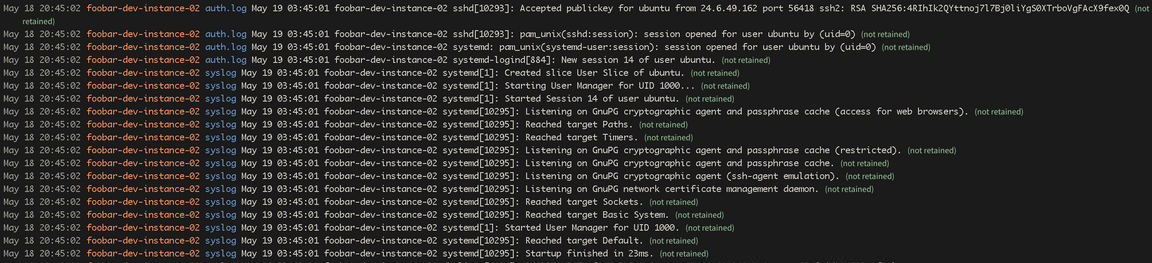 May 18 20:45:02 foobar-dev-instance-02 auth.log May 19 03:45:01 foobar-dev-instance-02 sshd[10293]: Accepted publickey for ubuntu from 24.6.49.162 port 56418 ssh2: RSA SHA256:4RIhIk2QYttnoj7l7Bj0liYgS0XTrboVgFAcX9fex0Q (not
retained)
May 18 20:45:02 foobar-dev-instance-02 auth.log May 19 03:45:01 foobar-dev-instance-02 sshd[10293]: pam_unix(sshd:session): session opened for user ubuntu by (uid=0) (not retained)
May 18 20:45:02 foobar-dev-instance-02 auth.log May 19 03:45:01 foobar-dev-instance-02 systemd: pam_unix(systemd-user:session): session opened for user ubuntu by (uid=0) (not retained)
May 18 20:45:02 foobar-dev-instance-02 auth.log May 19 03:45:01 foobar-dev-instance-02 systemd-logind[884]: New session 14 of user ubuntu. (not retained)
May 18 20:45:02 foobar-dev-instance-02 syslog May 19 03:45:01 foobar-dev-instance-02 systemd[1]: Created slice User Slice of ubuntu. (not retained)
May 18 20:45:02 foobar-dev-instance-02 syslog May 19 03:45:01 foobar-dev-instance-02 systemd[1]: Starting User Manager for UID 1000... (not retained)
May 18 20:45:02 foobar-dev-instance-02 syslog May 19 03:45:01 foobar-dev-instance-02 systemd[1]: Started Session 14 of user ubuntu. (not retained)
May 18 20:45:02 foobar-dev-instance-02 syslog May 19 03:45:01 foobar-dev-instance-02 systemd[10295]: Listening on GnuPG cryptographic agent and passphrase cache (access for web browsers). (not retained)
May 18 20:45:02 foobar-dev-instance-02 syslog May 19 03:45:01 foobar-dev-instance-02 systemd[10295]: Reached target Paths. (not retained)
May 18 20:45:02 foobar-dev-instance-02 syslog May 19 03:45:01 foobar-dev-instance-02 systemd[10295]: Reached target Timers. (not retained)
May 18 20:45:02 foobar-dev-instance-02 syslog May 19 03:45:01 foobar-dev-instance-02 systemd[10295]: Listening on GnuPG cryptographic agent and passphrase cache (restricted). (not retained)
May 18 20:45:02 foobar-dev-instance-02 syslog May 19 03:45:01 foobar-dev-instance-02 systemd[10295]: Listening on GnuPG cryptographic agent and passphrase cache. (not retained)
May 18 20:45:02 foobar-dev-instance-02 syslog May 19 03:45:01 foobar-dev-instance-02 systemd[10295]: Listening on GnuPG cryptographic agent (ssh-agent emulation). (not retained)
May 18 20:45:02 foobar-dev-instance-02 syslog May 19 03:45:01 foobar-dev-instance-02 systemd[10295]: Listening on GnuPG network certificate management daemon. (not retained)
May 18 20:45:02 foobar-dev-instance-02 syslog May 19 03:45:01 foobar-dev-instance-02 systemd[10295]: Reached target Sockets. (not retained)
May 18 20:45:02 foobar-dev-instance-02 syslog May 19 03:45:01 foobar-dev-instance-02 systemd[10295]: Reached target Basic System. (not retained)
May 18 20:45:02 foobar-dev-instance-02 syslog May 19 03:45:01 foobar-dev-instance-02 systemd[1]: Started User Manager for UID 1000. (not retained)
May 18 20:45:02 foobar-dev-instance-02 syslog May 19 03:45:01 foobar-dev-instance-02 systemd[10295]: Reached target Default. (not retained)
May 18 20:45:02 foobar-dev-instance-02 syslog May 19 03:45:01 foobar-dev-instance-02 systemd[10295]: Startup finished in 23ms. (not retained)